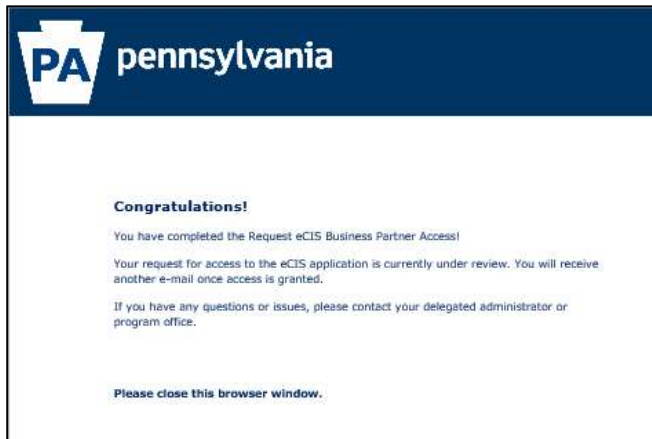 PA pennsylvania
Congratulations!
You have completed the Request eCIS Business Partner Access!
Your request for access to the eCIS application is currently under review. You will receive
another e-mail once access is granted.
If you have any questions or issues, please contact your delegated administrator or
program office.
Please close this browser window.